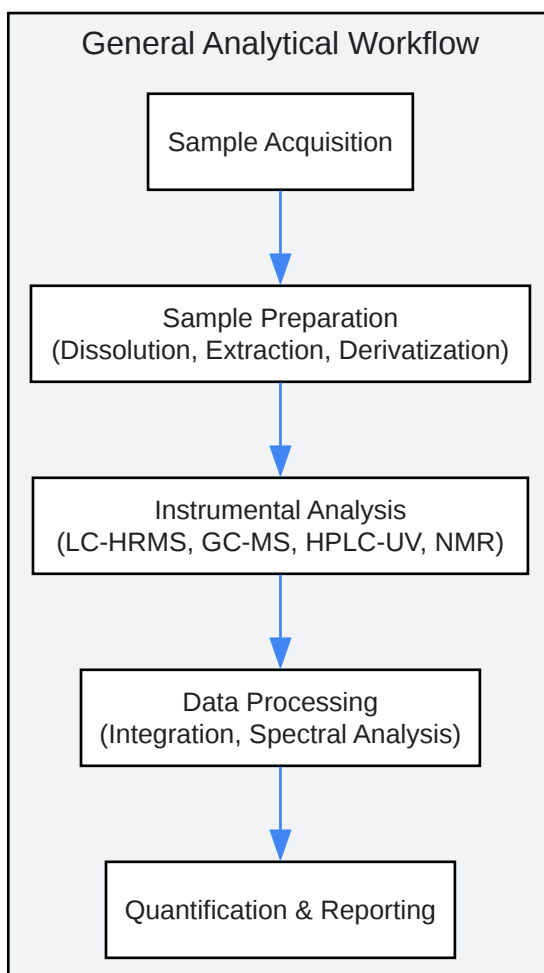 General Analytical Workflow
Sample Acquisition
Sample Preparation
(Dissolution, Extraction, Derivatization)
Instrumental Analysis
(LC-HRMS, GC-MS, HPLC-UV, NMR)
Data Processing
(Integration, Spectral Analysis)
Quantification & Reporting